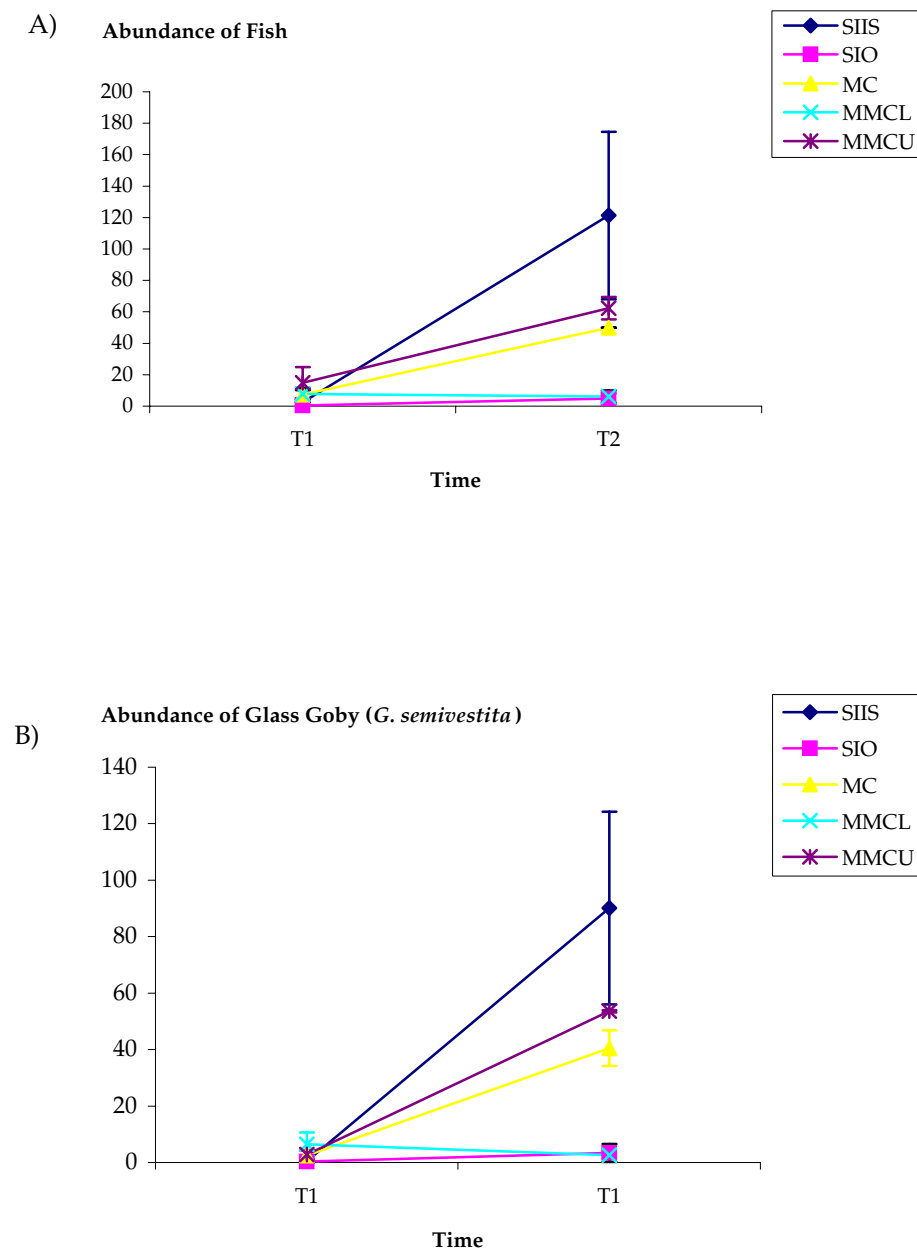 A)
Abundance of Fish
SIIS
SIO
MC
MMCL
MMCU
200
180
160
140
120
100
80
60
40
20
0
T1 T2
Time
B)
Abundance of Glass Goby (G. semivestita )
SIIS
SIO
MC
MMCL
MMCU
140
120
100
80
60
40
20
0
T1 T1
Time